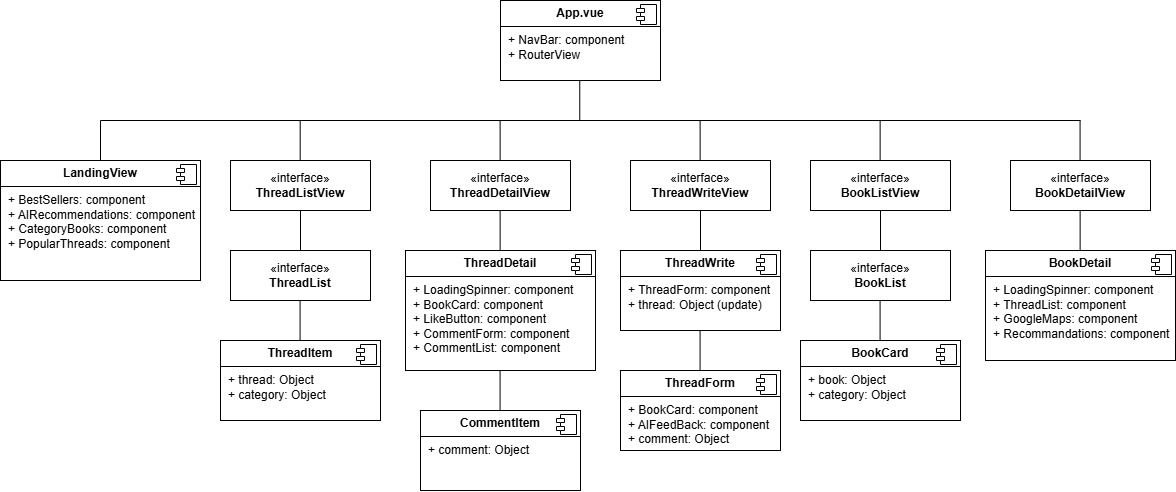 App.vue
+ NavBar: component
+ RouterView
LandingView
+ BestSellers: component
+ AIRecommendations: component
+ CategoryBooks: component
+ PopularThreads: component
«interface»
ThreadListView
«interface»
ThreadDetailView
«interface»
ThreadWriteView
«interface»
BookListView
«interface»
BookDetailView
«interface»
ThreadList
ThreadDetail
+ LoadingSpinner: component
+ BookCard: component
+ LikeButton: component
+ CommentForm: component
+ CommentList: component
ThreadWrite
+ ThreadForm: component
+ thread: Object (update)
«interface»
BookList
BookDetail
+ LoadingSpinner: component
+ ThreadList: component
+ GoogleMaps: component
+ Recommandations: component
ThreadItem
+ thread: Object
+ category: Object
CommentItem
+ comment: Object
ThreadForm
+ BookCard: component
+ AIFeedBack: component
+ comment: Object
BookCard
+ book: Object
+ category: Object